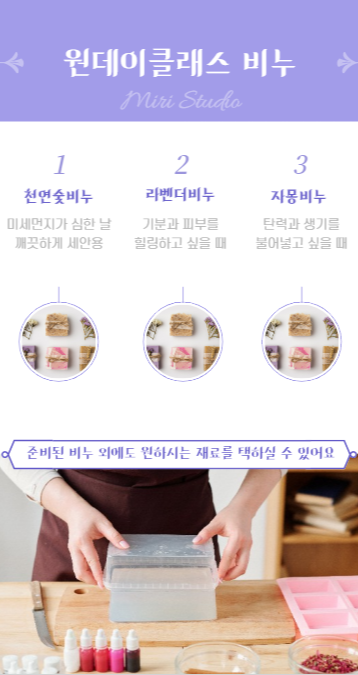 원데이클래스 비누
Miri Studio
1
천연숯비누
미세먼지가 심한 날
깨끗하게 세안용
2
라벤더비누
기분과 피부를
힐링하고 싶을 때
3
자몽비누
탄력과 생기를
불어넣고 싶을 때
준비된 비누 외에도 원하시는 재료를 택하실 수 있어요